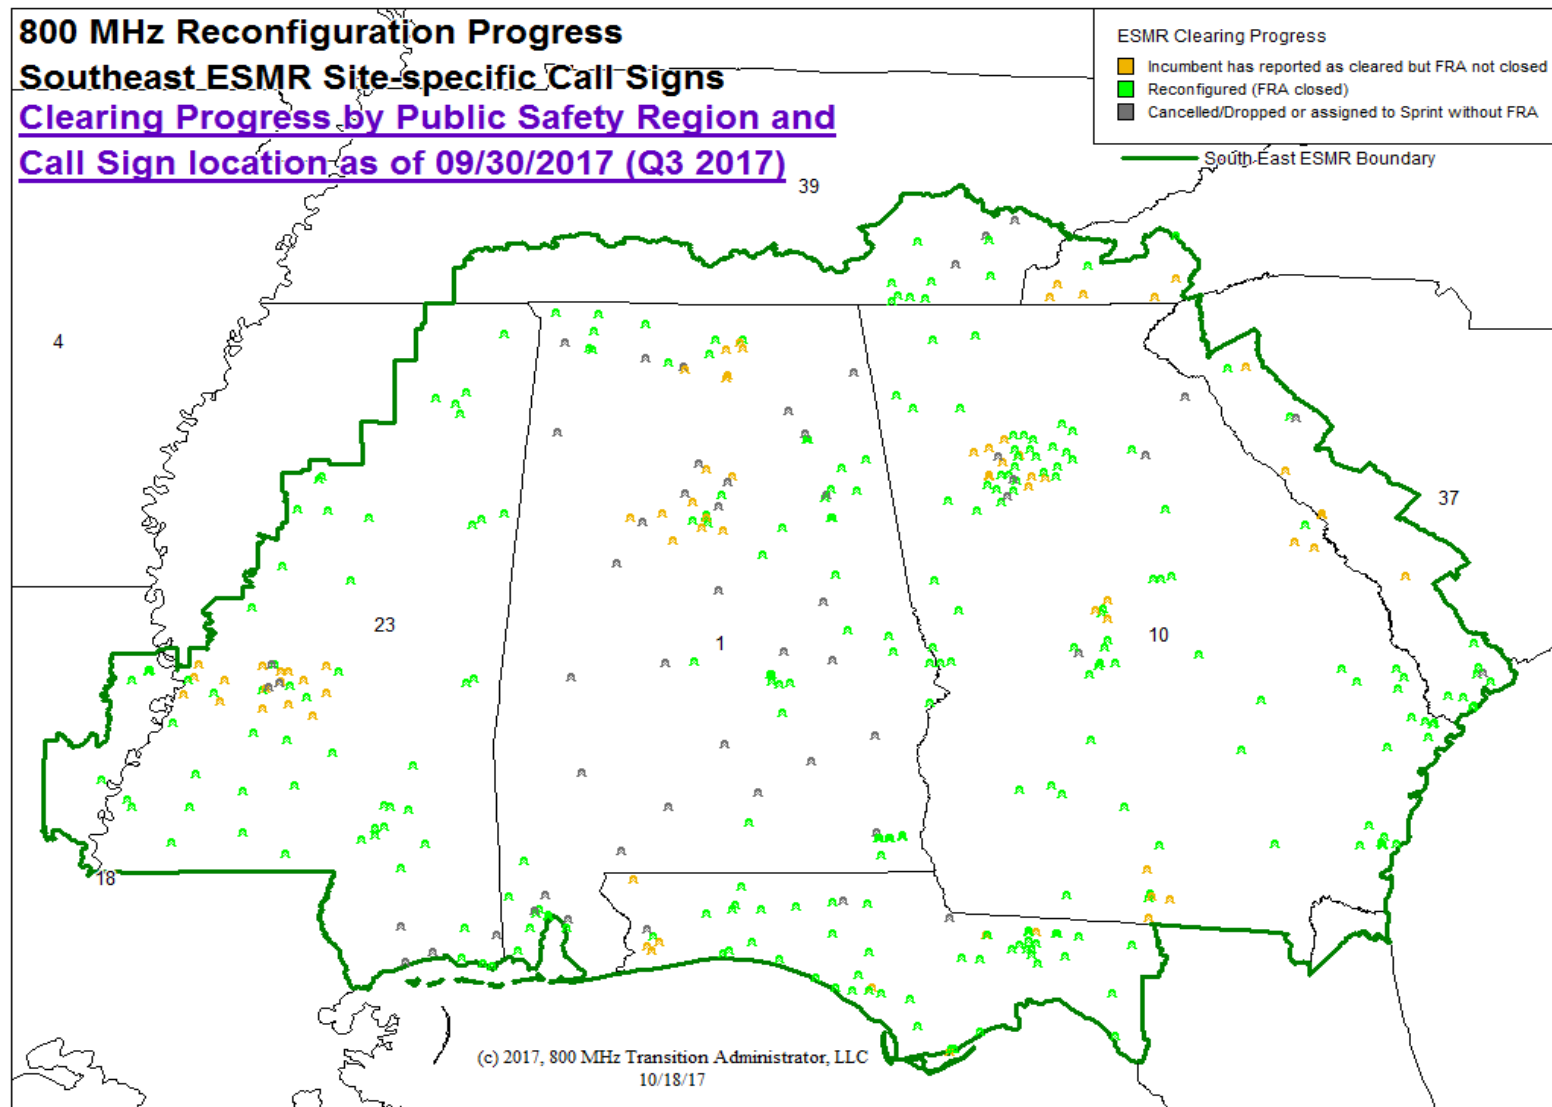 800 MHz Reconfiguration Progress
Southeast ESMR Site-specific Call Signs
Clearing Progress by Public Safety Region and
Call Sign location as of 09/30/2017 (Q3 2017)
ESMR Clearing Progress
Incumbent has reported as cleared but FRA not closed
Reconfigured (FRA closed)
Cancelled/Dropped or assigned to Sprint without FRA
South East ESMR Boundary
39
4
37
23
1
10
18
(c) 2017, 800 MHz Transition Administrator, LLC
10/18/17